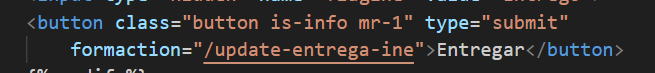 <button class="button is-info mr-1" type="submit"
formaction="/update-entrega-ine">Entregar</button>